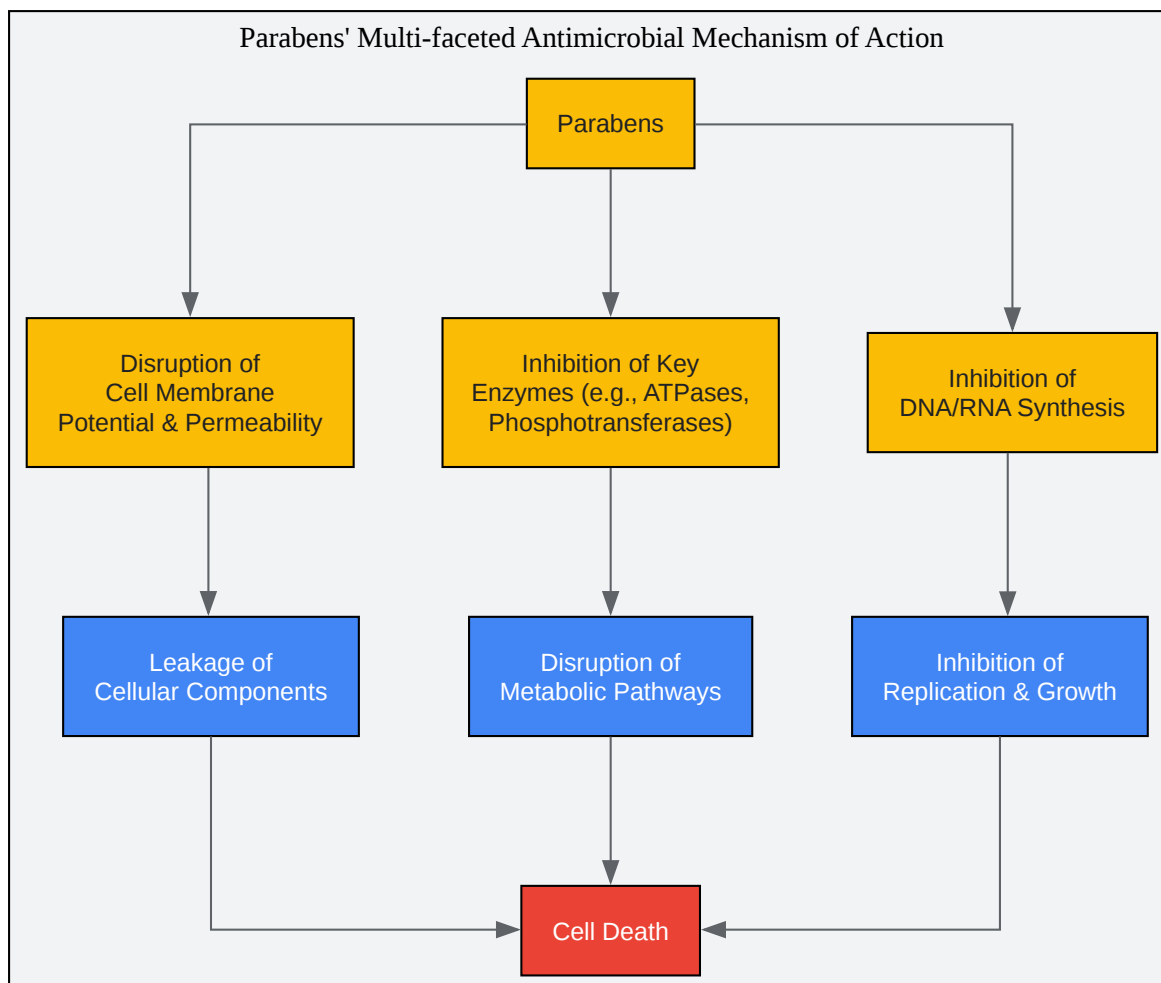 Parabens' Multi-faceted Antimicrobial Mechanism of Action
Parabens
Disruption of
Cell Membrane
Potential & Permeability
Inhibition of Key
Enzymes (e.g., ATPases,
Phosphotransferases)
Inhibition of
DNA/RNA Synthesis
Leakage of
Cellular Components
Disruption of
Metabolic Pathways
Inhibition of
Replication & Growth
Cell Death